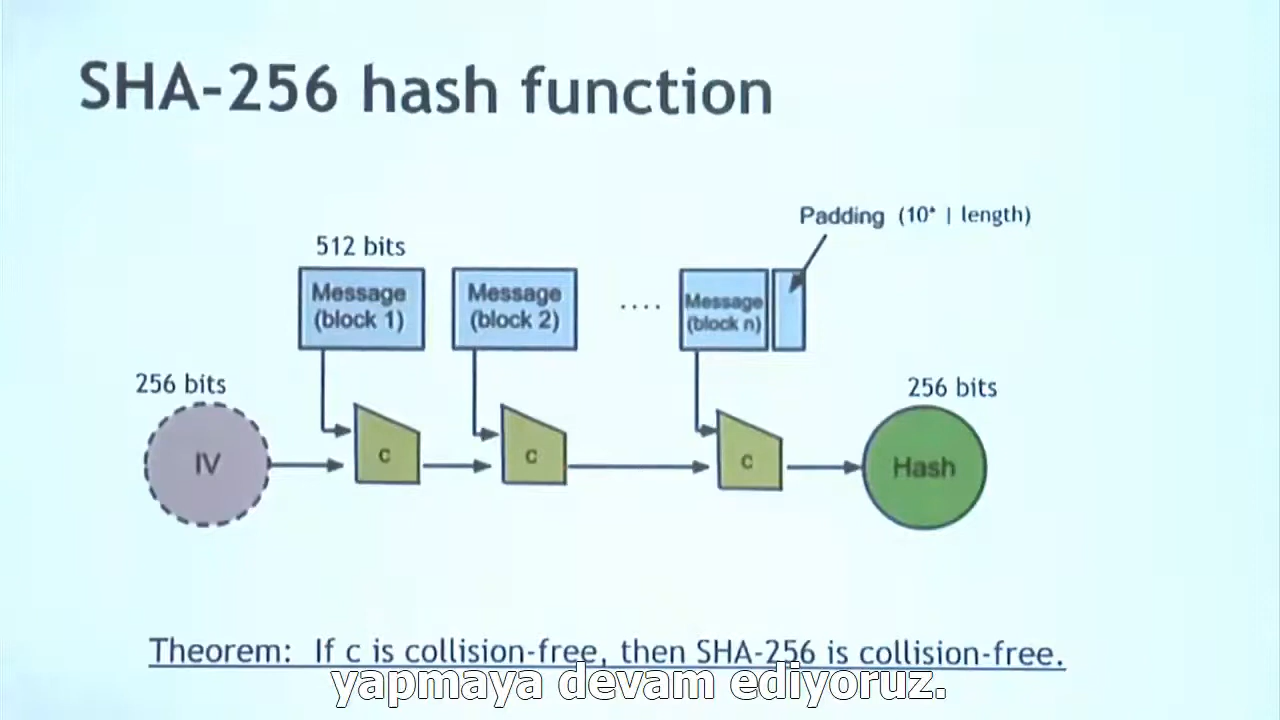 SHA-256 hash function
Padding (10* | length)
512 bits
Message
(block 1)
Message
(block 2)
....
Message
(block n)
256 bits
256 bits
IV
c
c
c
Hash
Theorem: If c is collision-free, then SHA-256 is collision-free.
yapmaya devam ediyoruz.